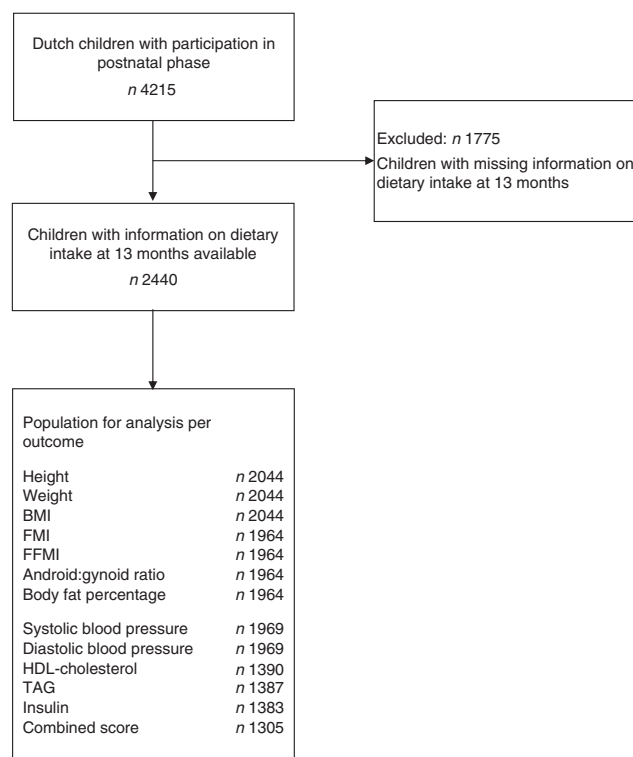 Dutch children with participation in
postnatal phase
n 4215
Excluded: n 1775
Children with missing information on
dietary intake at 13 months
Children with information on dietary
intake at 13 months available
n 2440
Population for analysis per
outcome
Height n 2044
Weight n 2044
BMI n 2044
FMI n 1964
FFMI n 1964
Android:gynoid ratio n 1964
Body fat percentage n 1964
Systolic blood pressure n 1969
Diastolic blood pressure n 1969
HDL-cholesterol n 1390
TAG n 1387
Insulin n 1383
Combined score n 1305